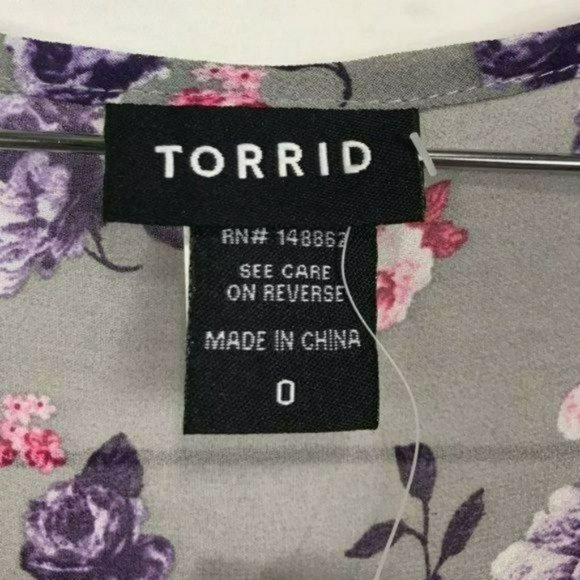 TORRID
RN# 148862
SEE CARE
ON REVERSE
MADE IN CHINA
0